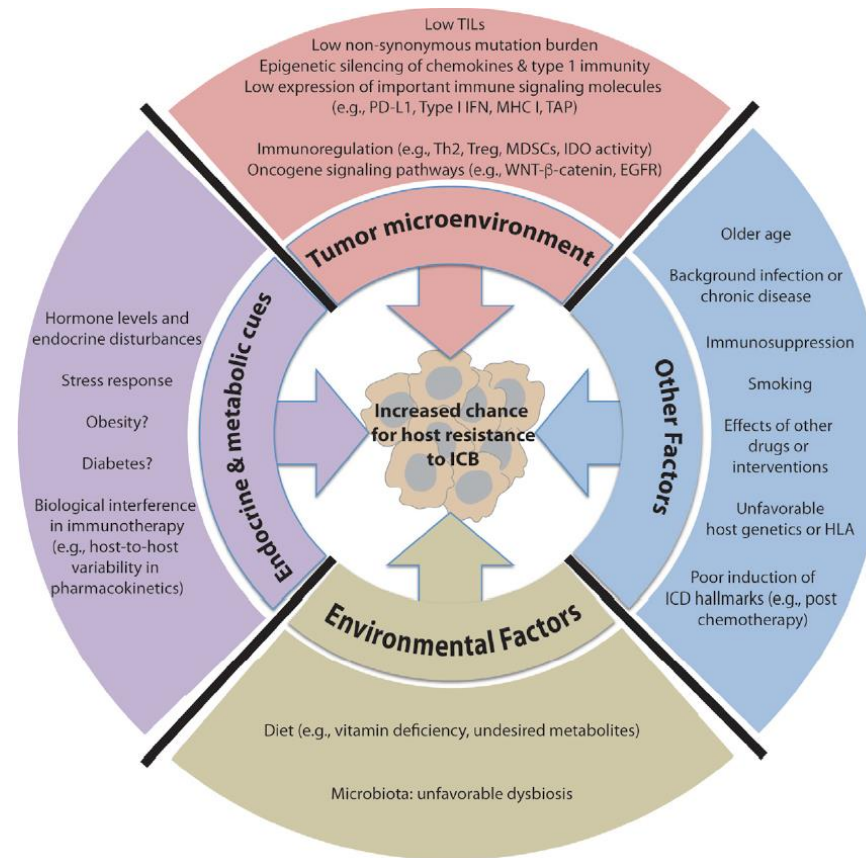 Low TILs
Low non-synonymous mutation burden
Epigenetic silencing of chemokines & type 1 immunity
Low expression of important immune signaling molecules
(e.g., PD-L1, Type I IFN, MHC I, TAP)
Immunoregulation (e.g., Th2, Treg, MDSCs, IDO activity)
Oncogene signaling pathways (e.g., WNT-β-catenin, EGFR)
Tumor microenvironment
Hormone levels and
endocrine disturbances
Stress response
Obesity?
Diabetes?
Biological interference
in immunotherapy
(e.g., host-to-host
variability in
pharmacokinetics)
Endocrine & metabolic cues
Increased chance
for host resistance
to ICB
Other Factors
Older age
Background infection or
chronic disease
Immunosuppression
Smoking
Effects of other
drugs or
interventions
Unfavorable
host genetics or HLA
Poor induction of
ICD hallmarks (e.g., post
chemotherapy)
Environmental Factors
Diet (e.g., vitamin deficiency, undesired metabolites)
Microbiota: unfavorable dysbiosis